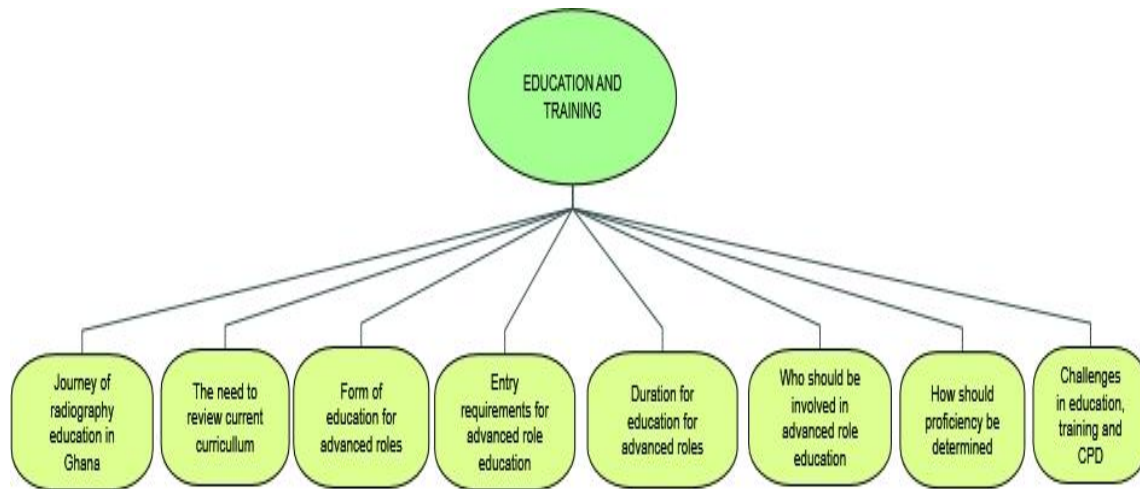 EDUCATION AND
TRAINING
Journey of
radiography
education in
Ghana
The need to
review current
curricullum
Form of
education for
advanced roles
Entry
requirements for
advanced role
education
Duration for
education for
advanced roles
Who should be
involved in
advanced role
education
How should
proficiency be
determined
Challenges
in education,
training and
CPD